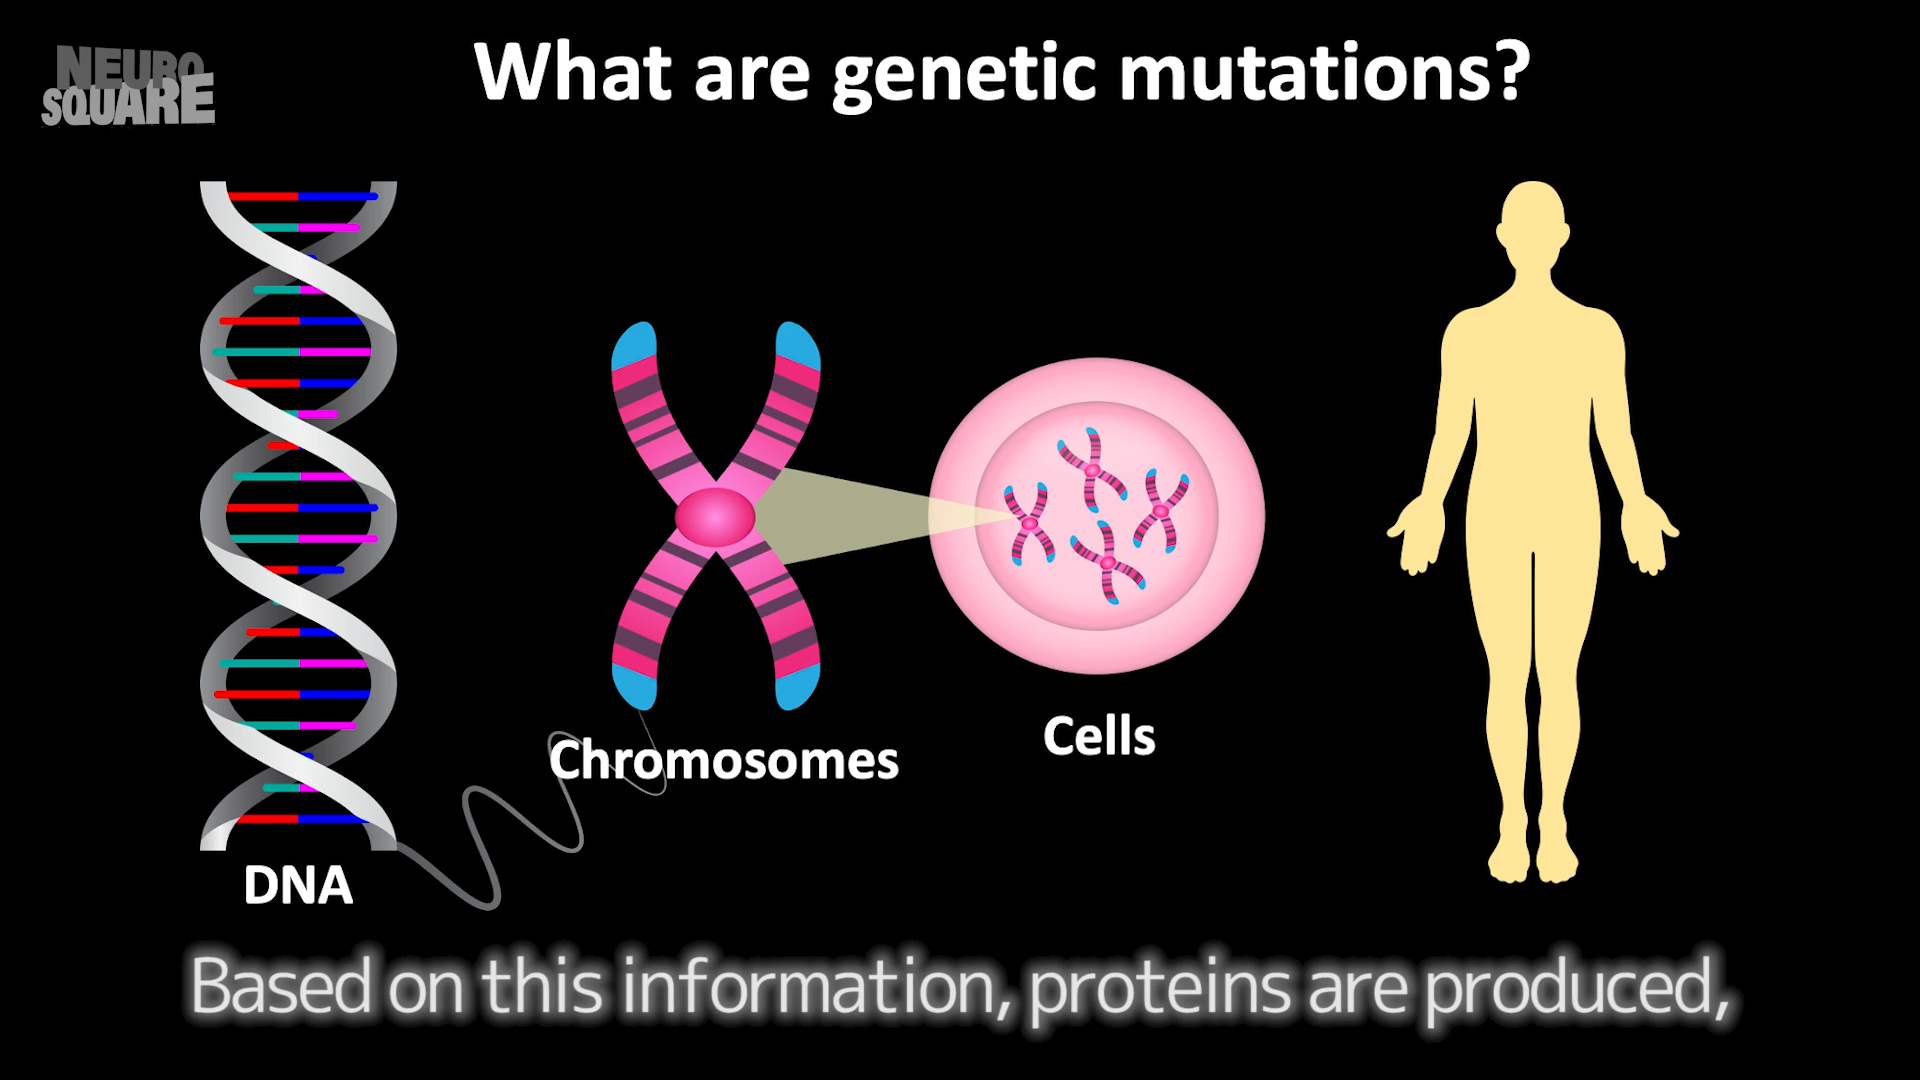 NEURO
SQUARE
What are genetic mutations?
Chromosomes
Cells
DNA
Based on this information, proteins are produced,